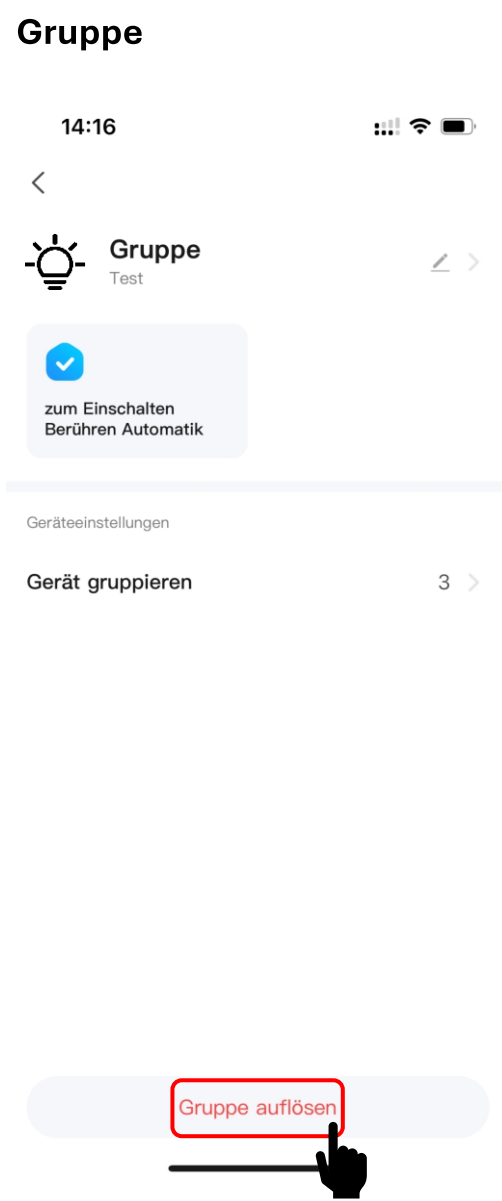 Gruppe
14:16
Gruppe
Test
zum Einschalten
Berühren Automatik
Geräteeinstellungen
Gerät gruppieren 3
Gruppe auflösen